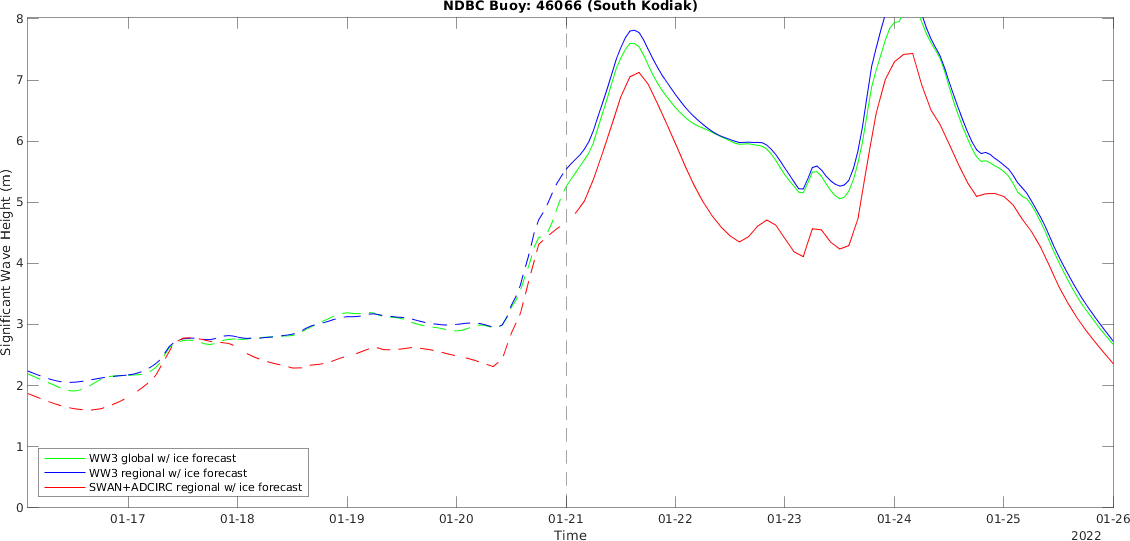 NDBC Buoy: 46066 (South Kodiak)
8
7
6
5
4
3
2
1
0
Significant Wave Height (m)
WW3 global w/ ice forecast
WW3 regional w/ ice forecast
SWAN+ADCIRC regional w/ ice forecast
01-17 01-18 01-19 01-20 01-21 01-22 01-23 01-24 01-25 01-26
Time
2022